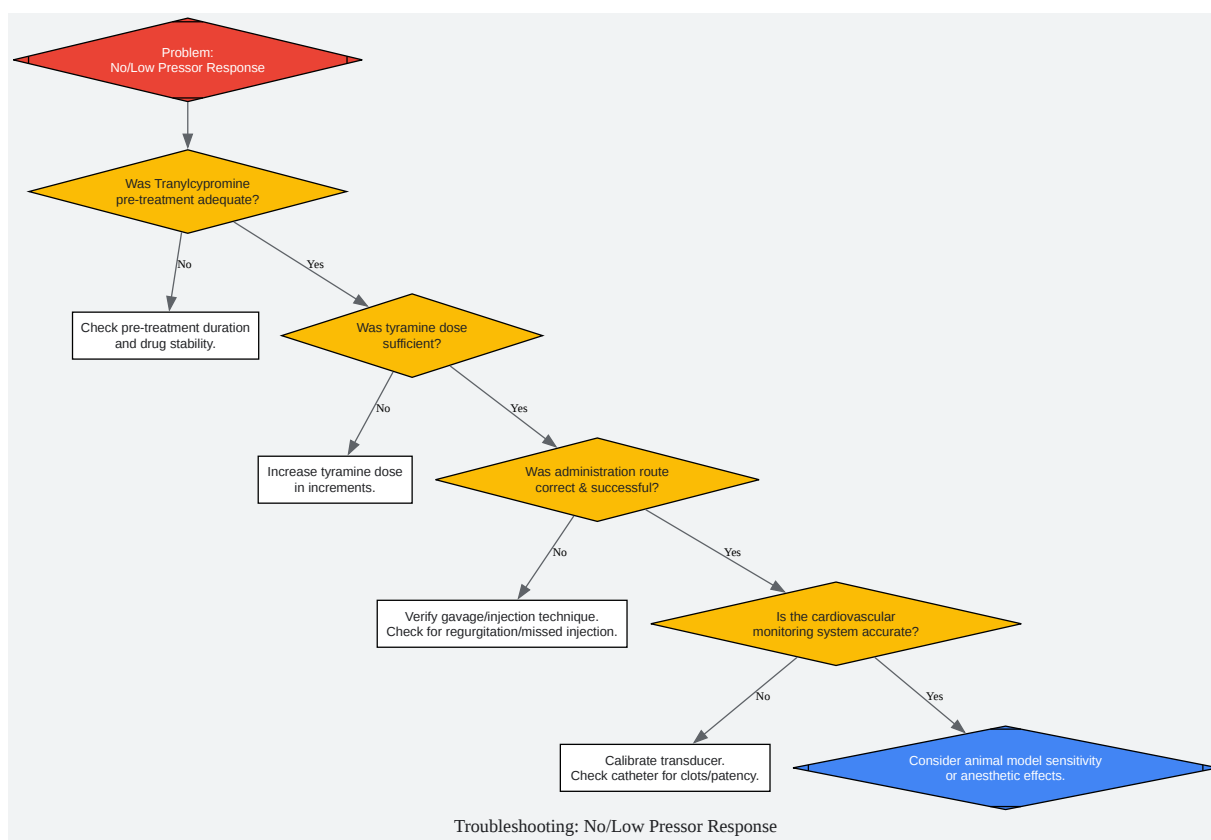 Problem:
No/Low Pressor Response
Was Tranylcypromine
pre-treatment adequate?
No
Yes
Check pre-treatment duration
and drug stability.
Was tyramine dose
sufficient?
No
Yes
Increase tyramine dose
in increments.
Was administration route
correct & successful?
No
Yes
Verify gavage/injection technique.
Check for regurgitation/missed injection.
Is the cardiovascular
monitoring system accurate?
No
Yes
Calibrate transducer.
Check catheter for clots/patency.
Consider animal model sensitivity
or anesthetic effects.
Troubleshooting: No/Low Pressor Response